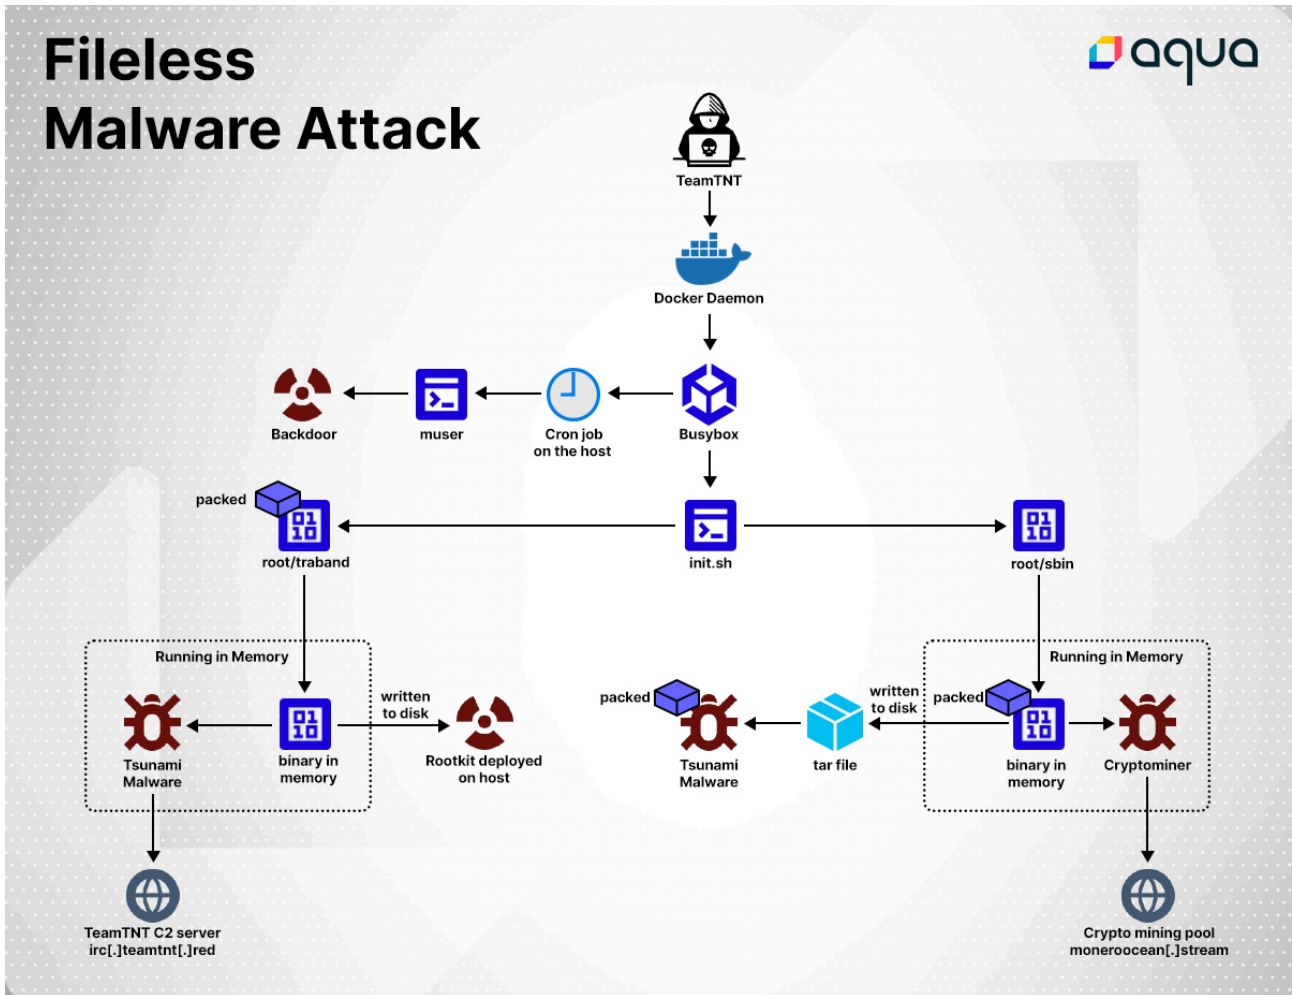 Fileless
Malware Attack
aqua
TeamTNT
Docker Daemon
Backdoor
muser
Cron job
on the host
Busybox
packed
root/traband
init.sh
root/sbin
Running in Memory
Tsunami
Malware
binary in
memory
written
to disk
Rootkit deployed
on host
packed
Tsunami
Malware
tar file
written
to disk
Running in Memory
packed
binary in
memory
Cryptominer
TeamTNT C2 server
irc[.]teamtnt[.]red
Crypto mining pool
moneroocean[.]stream